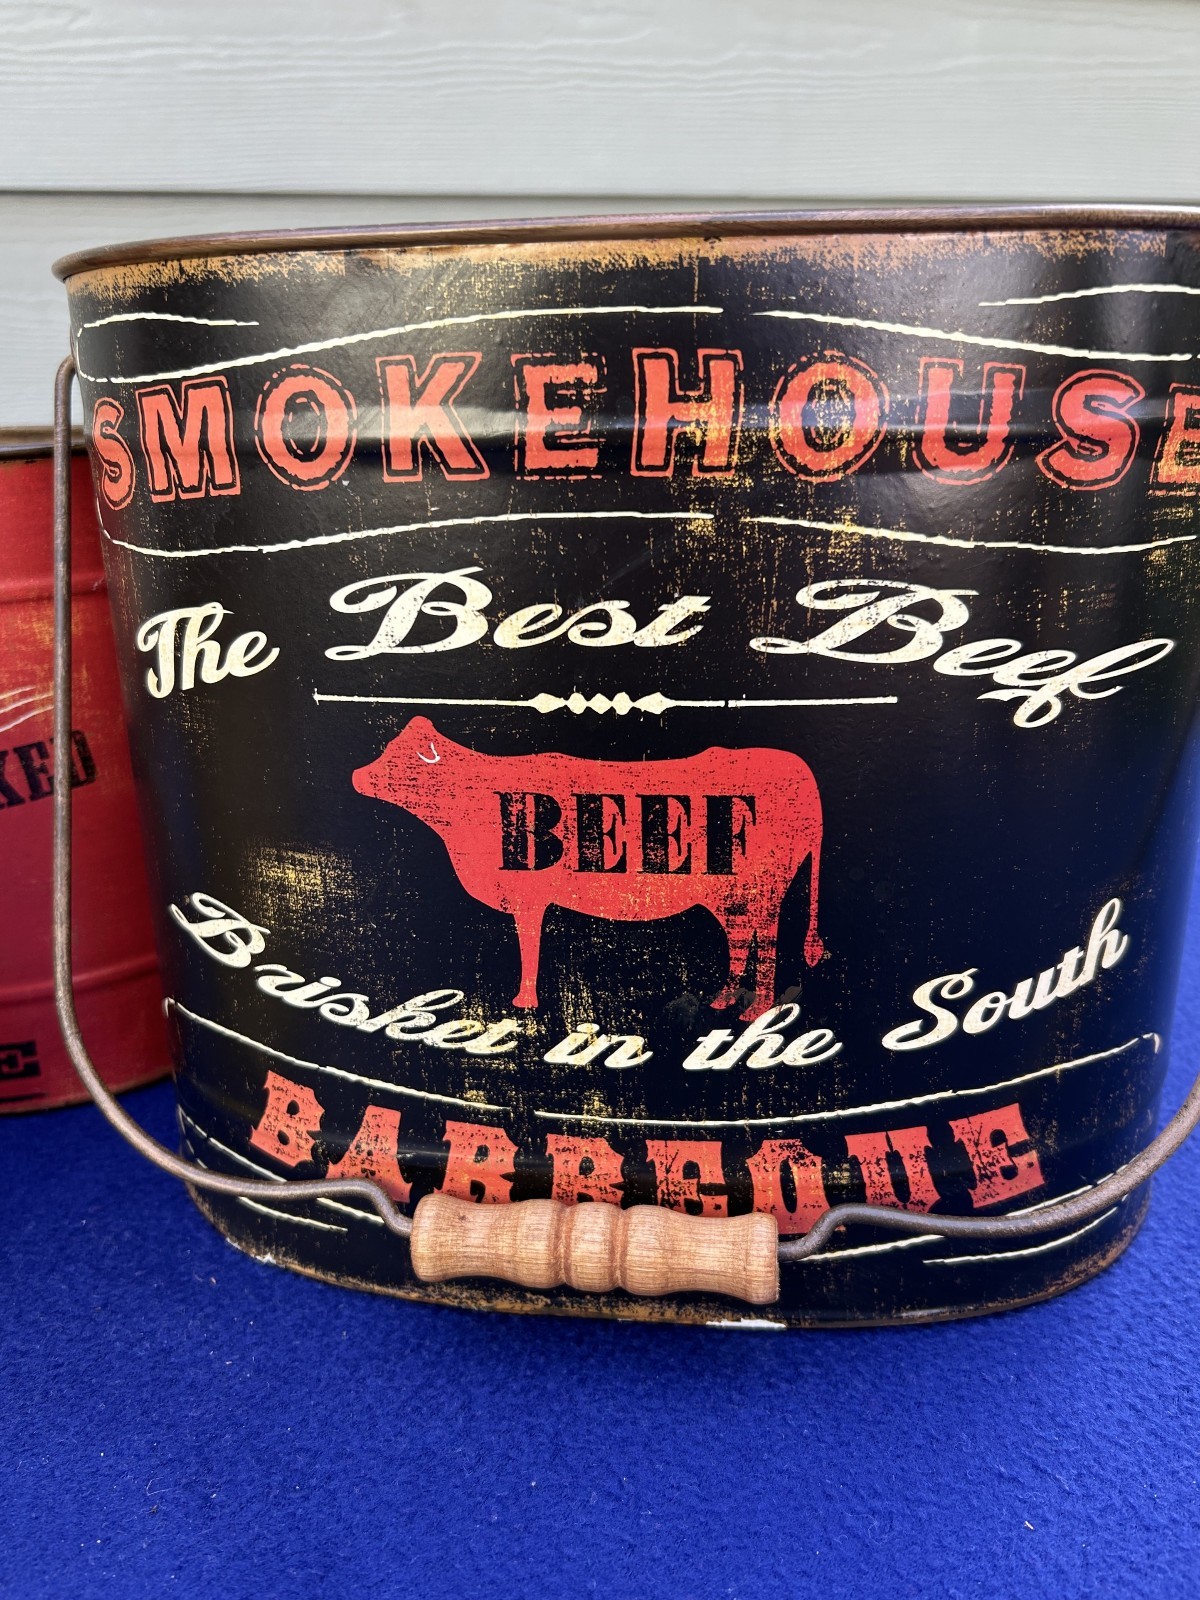 SMOKEHOUSE
The Best Beef
BEEF
Brisket in the South
BARBEQUE
KED
E